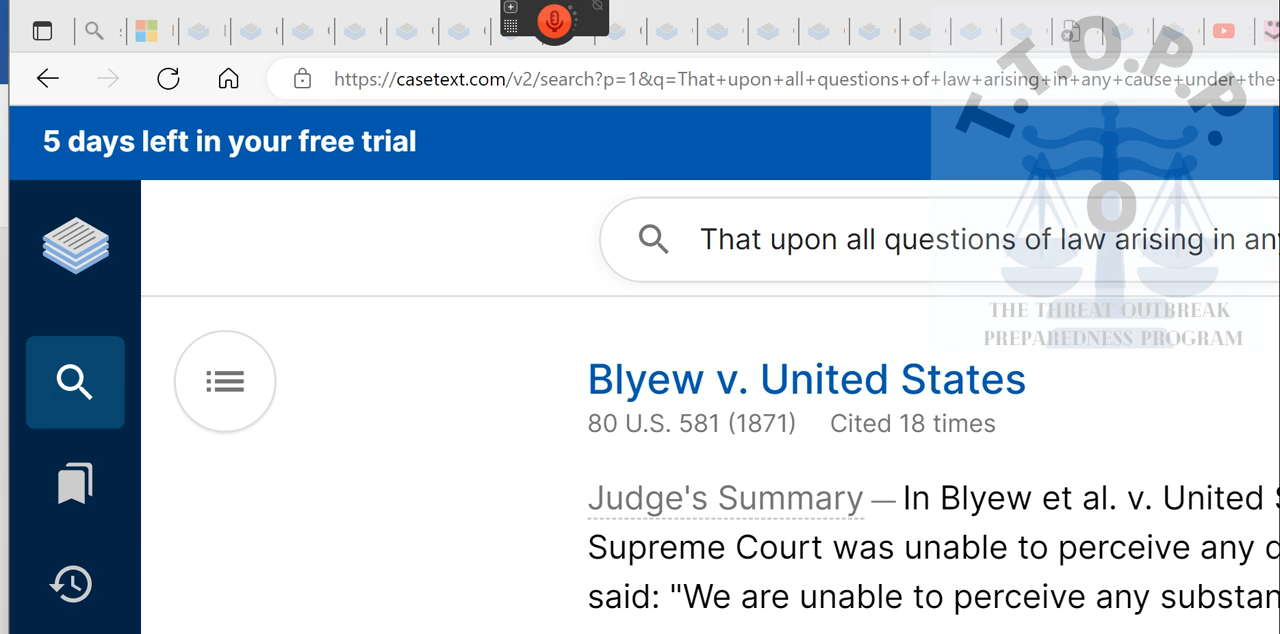 https://casetext.com/v2/search?p=1&q=That+upon+all+questions+of+law+arising+in+any+cause+under+the
T.T.O.P.P.
5 days left in your free trial
O
That upon all questions of law arising in any
THE THREAT OUTBREAK
PREPAREDNESS PROGRAM
Blyew v. United States
80 U.S. 581 (1871) Cited 18 times
Judge's Summary — In Blyew et al. v. United
Supreme Court was unable to perceive any
said: "We are unable to perceive any substan